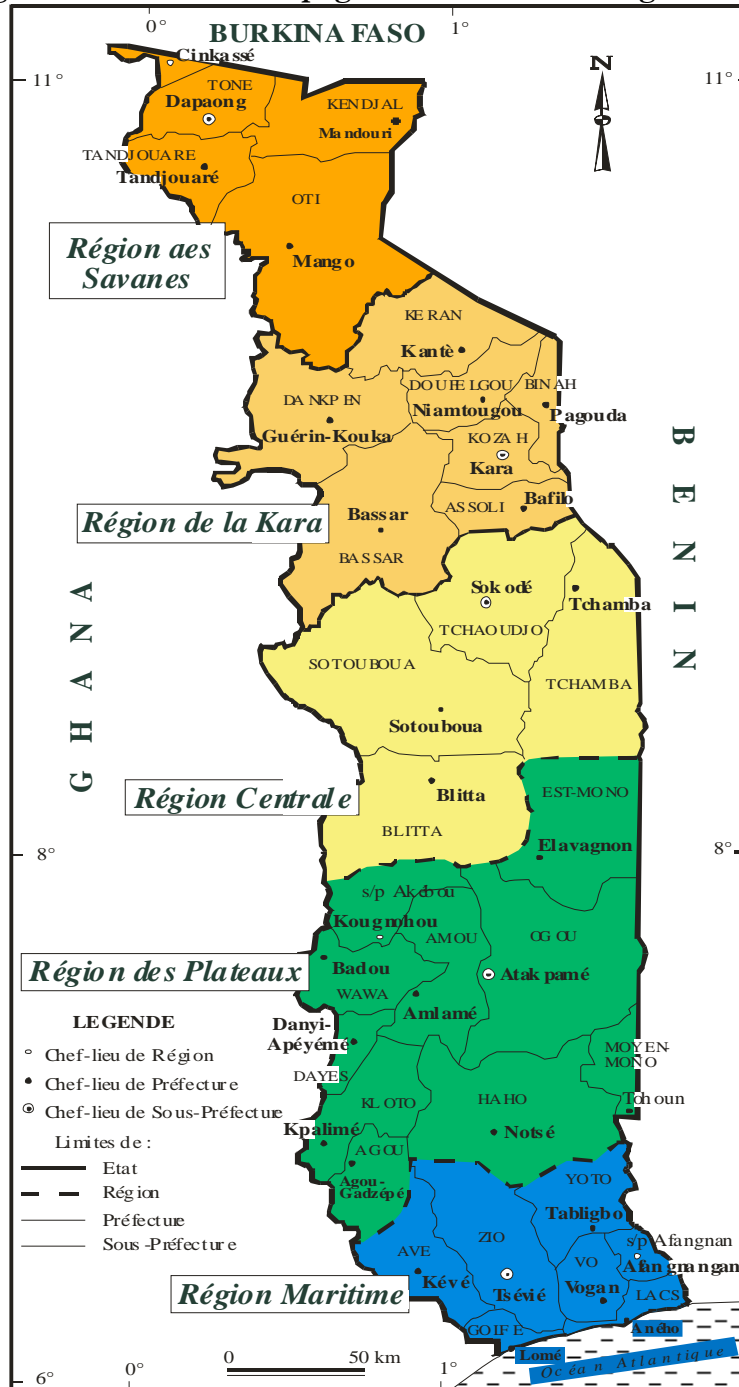 0°
1°
BURKINA FASO
Cinkassé
11°
11°
N
TONE
Dapaong
KENDJAL
Mandouri
TANDJOUARE
Tandjouaré
OTI
Région aes
Savanes
Mango
KERAN
Kantè
DOUFELGOU
BINAH
DANKPEN
Niamtougou
Pagouda
Guérin-Kouka
KOZAH
Kara
BENIN
Région de la Kara
Bassar
ASSOLI
Bafilo
BASSAR
Sokodé
Tchamba
GHANA
TCHAOUDJO
SOTOUBOUA
TCHAMBA
Sotouboua
Région Centrale
Blitta
EST-MONO
BLITTA
Elavagnon
8°
8°
s/p Akebou
Kougnohou
AMOU
OGOU
Région des Plateaux
Badou
Atakpamé
WAWA
Amlamé
LEGENDE
Danyi-
Apéyémé
Chef-lieu de Région
MOYEN-
MONO
Chef-lieu de Préfecture
DAYES
Chef-lieu de Sous-Préfecture
KLOTO
HAHO
Tohoun
Limites de :
Kpalimé
Notsé
AGOU
Etat
Agou-
Gadzépé
Région
YOTO
Préfecture
Tabligbo
Sous-Préfecture
ZIO
s/p Afangnan
AVE
VO
Afangnangan
Région Maritime
Kévé
Tsévié
Vogan
LACS
GOLFE
Aného
Lomé
Océan Atlantique
6°
0°
0
50 km
1°